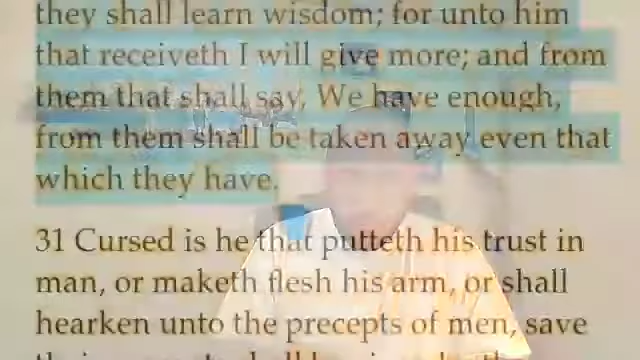 they shall learn wisdom; for unto him
that receiveth I will give more; and from
them that shall say, We have enough,
from them shall be taken away even that
which they have.
31 Cursed is he that putteth his trust in
man, or maketh flesh his arm, or shall
hearken unto the precepts of men, save